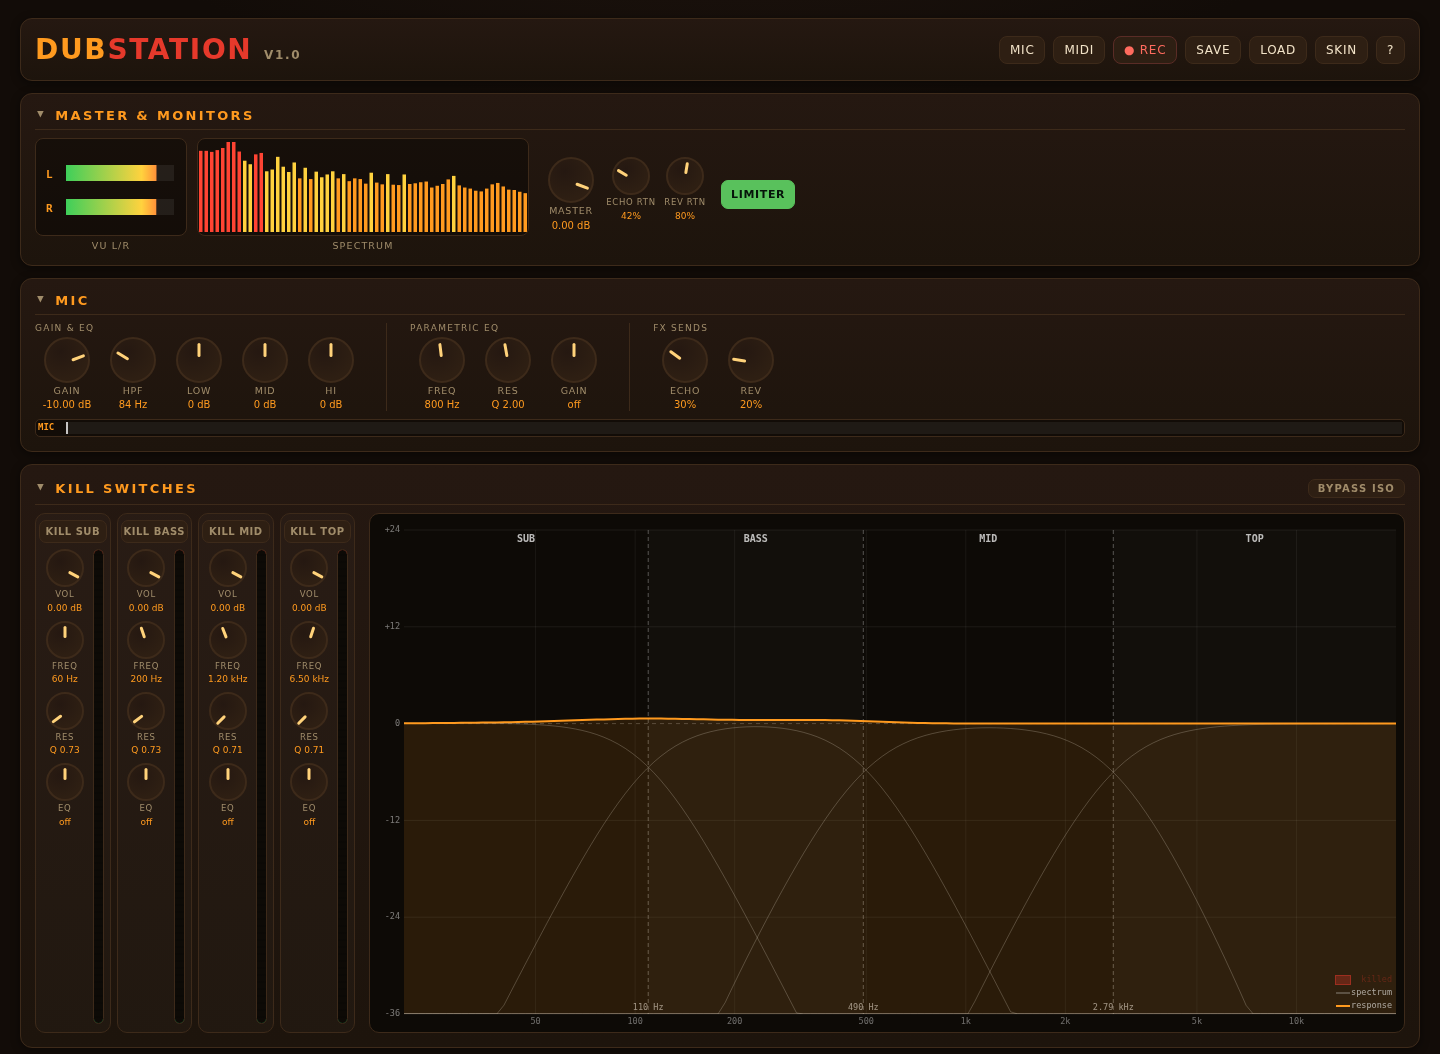 DUBSTATION V1.0
MIC MIDI ● REC SAVE LOAD SKIN ?
▼ MASTER & MONITORS
L
R
VU L/R
SPECTRUM
MASTER
0.00 dB
ECHO RTN
42%
REV RTN
80%
LIMITER
▼ MIC
GAIN & EQ
GAIN HPF LOW MID HI
-10.00 dB 84 Hz 0 dB 0 dB 0 dB
PARAMETRIC EQ
FREQ RES GAIN
800 Hz Q 2.00 off
FX SENDS
ECHO REV
30% 20%
MIC
▼ KILL SWITCHES
BYPASS ISO
KILL SUB KILL BASS KILL MID KILL TOP
VOL VOL VOL VOL
0.00 dB 0.00 dB 0.00 dB 0.00 dB
FREQ FREQ FREQ FREQ
60 Hz 200 Hz 1.20 kHz 6.50 kHz
RES RES RES RES
Q 0.73 Q 0.73 Q 0.71 Q 0.71
EQ EQ EQ EQ
off off off off
SUB BASS MID TOP
+24
+12
0
-12
-24
-36
110 Hz 490 Hz 2.79 kHz
50 100 200 500 1k 2k 5k 10k
killed
spectrum
response